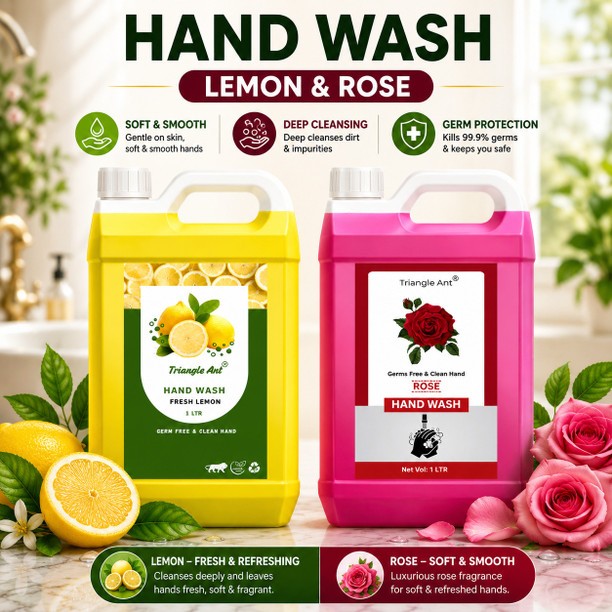 HAND WASH
LEMON & ROSE
SOFT & SMOOTH
Gentle on skin,
soft & smooth hands
DEEP CLEANSING
Deep cleanses dirt
& impurities
GERM PROTECTION
Kills 99.9% germs
& keeps you safe
Triangle Ant®
HAND WASH
FRESH LEMON
1 LTR
GERM FREE & CLEAN HAND
Triangle Ant®
Germs Free & Clean Hand
ROSE
HAND WASH
Net Vol: 1 LTR
LEMON – FRESH & REFRESHING
Cleanses deeply and leaves
hands fresh, soft & fragrant.
ROSE – SOFT & SMOOTH
Luxurious rose fragrance
for soft & refreshed hands.